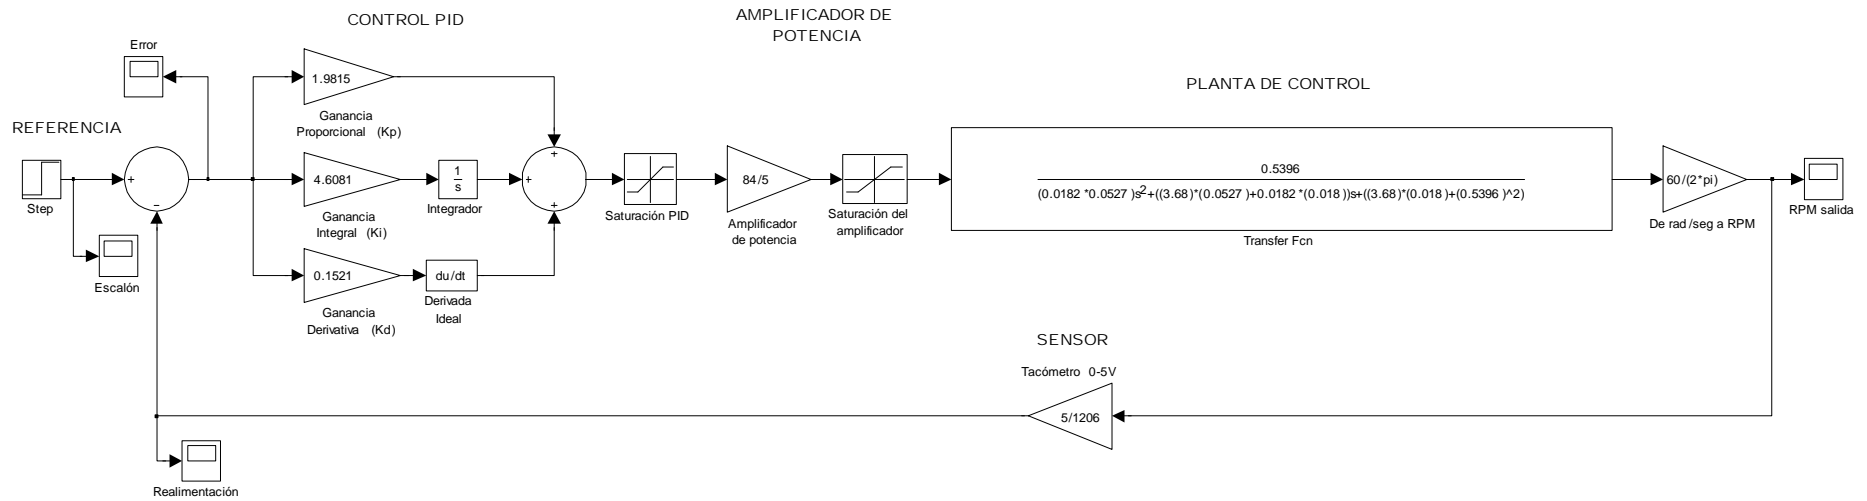 CONTROL PID
AMPLIFICADOR DE
POTENCIA
PLANTA DE CONTROL
REFERENCIA
Error
1.9815
Ganancia
Proporcional (Kp)
+
-
Step
Escalón
4.6081
Ganancia
Integral (Ki)
1
s
Integrador
0.1521
Ganancia
Derivativa (Kd)
du/dt
Derivada
Ideal
+
+
+
Saturación PID
84/5
Amplificador
de potencia
Saturación del
amplificador
0.5396
(0.0182*0.0527)s2+((3.68)*(0.0527)+0.0182*(0.018))s+((3.68)*(0.018)+(0.5396)^2)
Transfer Fcn
60/(2*pi)
De rad/seg a RPM
RPM salida
SENSOR
Tacómetro 0-5V
5/1206
Realimentación